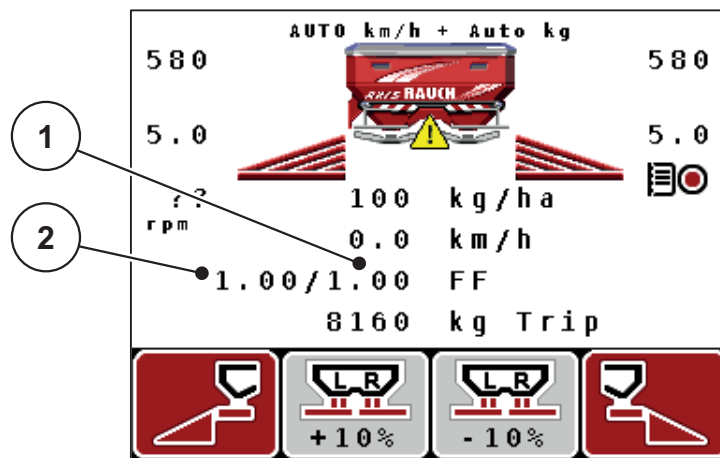 AUTO km/h + Auto kg
580 580
AXIS RAUCH
1
5.0 5.0
?? 100 kg/ha
rpm
2
0.0 km/h
1.00/1.00 FF
8160 kg Trip
L R L R
+10% -10%